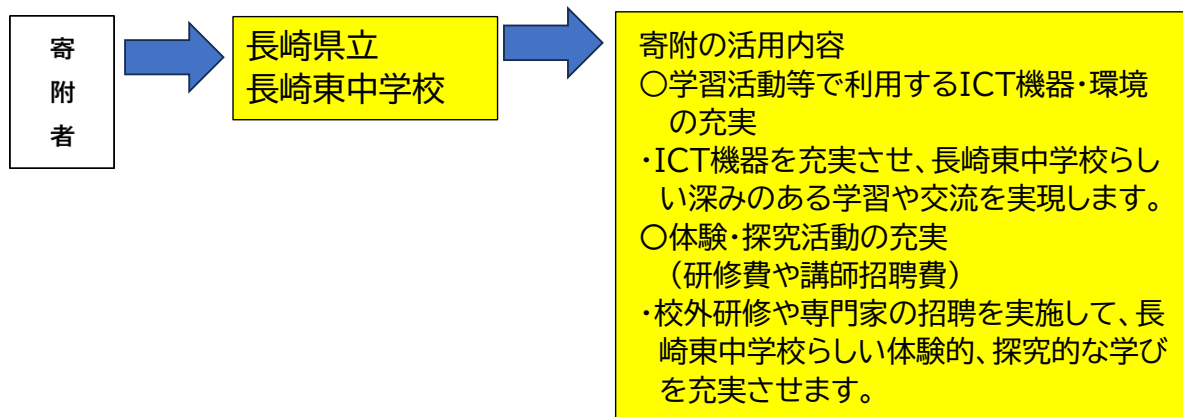 寄
附
者
長崎県立
長崎東中学校
寄附の活用内容
〇学習活動等で利用するICT機器・環境
の充実
・ICT機器を充実させ、長崎東中学校らし
い深みのある学習や交流を実現します。
〇体験・探究活動の充実
（研修費や講師招聘費）
・校外研修や専門家の招聘を実施して、長
崎東中学校らしい体験的、探究的な学び
を充実させます。